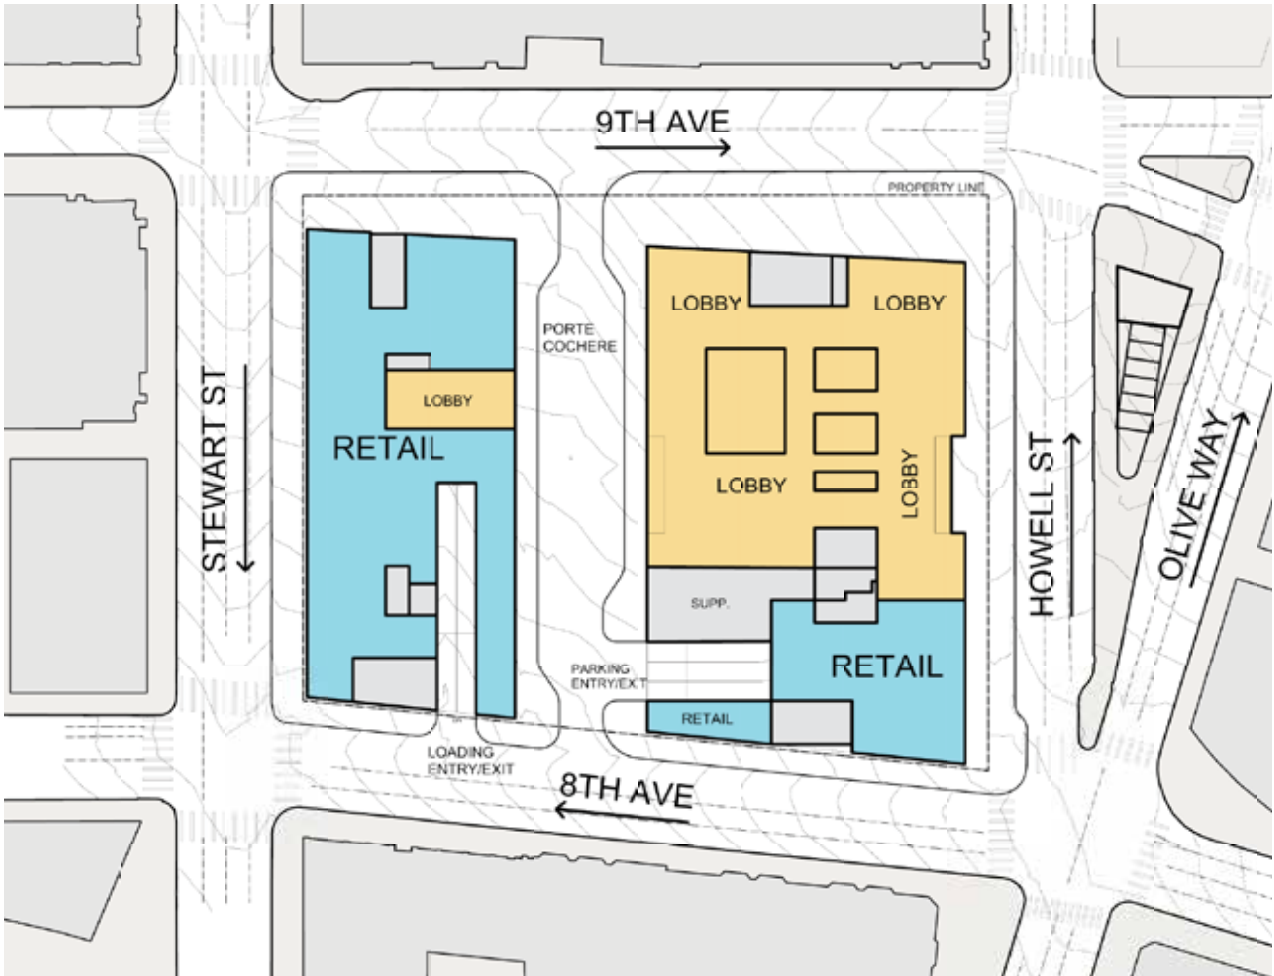 9TH AVE
PROPERTY LINE
LOBBY
LOBBY
PORTE
COCHERE
LOBBY
RETAIL
LOBBY
LOBBY
STEWART ST
HOWELL ST
OLIVE WAY
SUPP.
RETAIL
PARKING
ENTRY/EXIT
RETAIL
LOADING
ENTRY/EXIT
8TH AVE